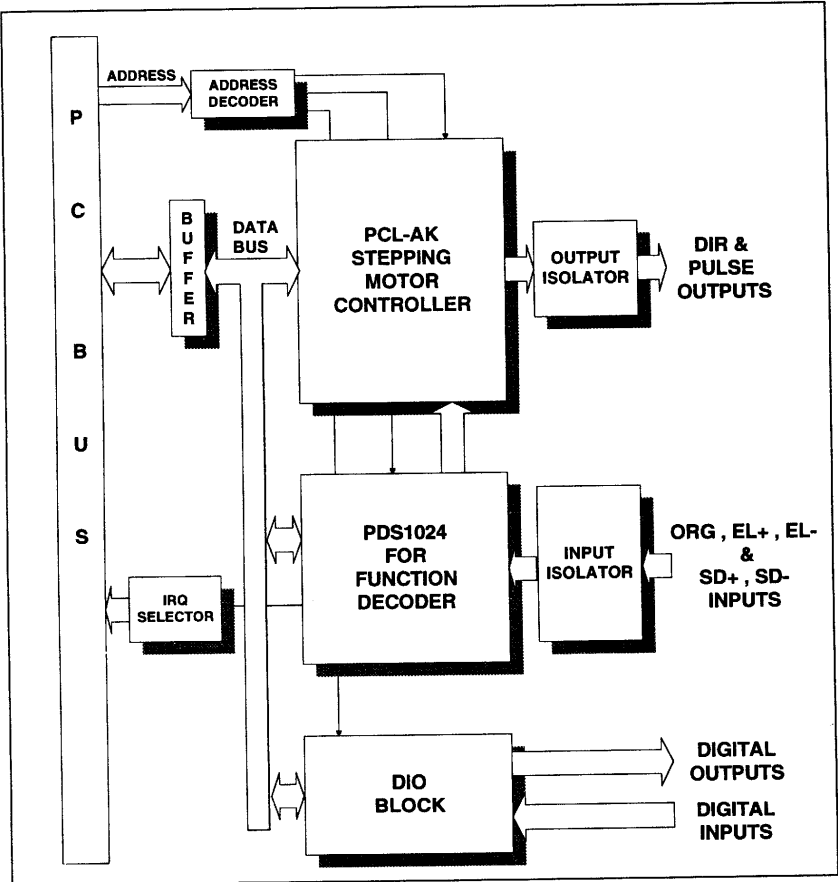 P
C
B
U
S
ADDRESS
ADDRESS
DECODER
B
U
F
F
E
R
DATA
BUS
PCL-AK
STEPPING
MOTOR
CONTROLLER
OUTPUT
ISOLATOR
DIR &
PULSE
OUTPUTS
PDS1024
FOR
FUNCTION
DECODER
INPUT
ISOLATOR
ORG , EL+ , EL-
&
SD+ , SD-
INPUTS
IRQ
SELECTOR
DIO
BLOCK
DIGITAL
OUTPUTS
DIGITAL
INPUTS